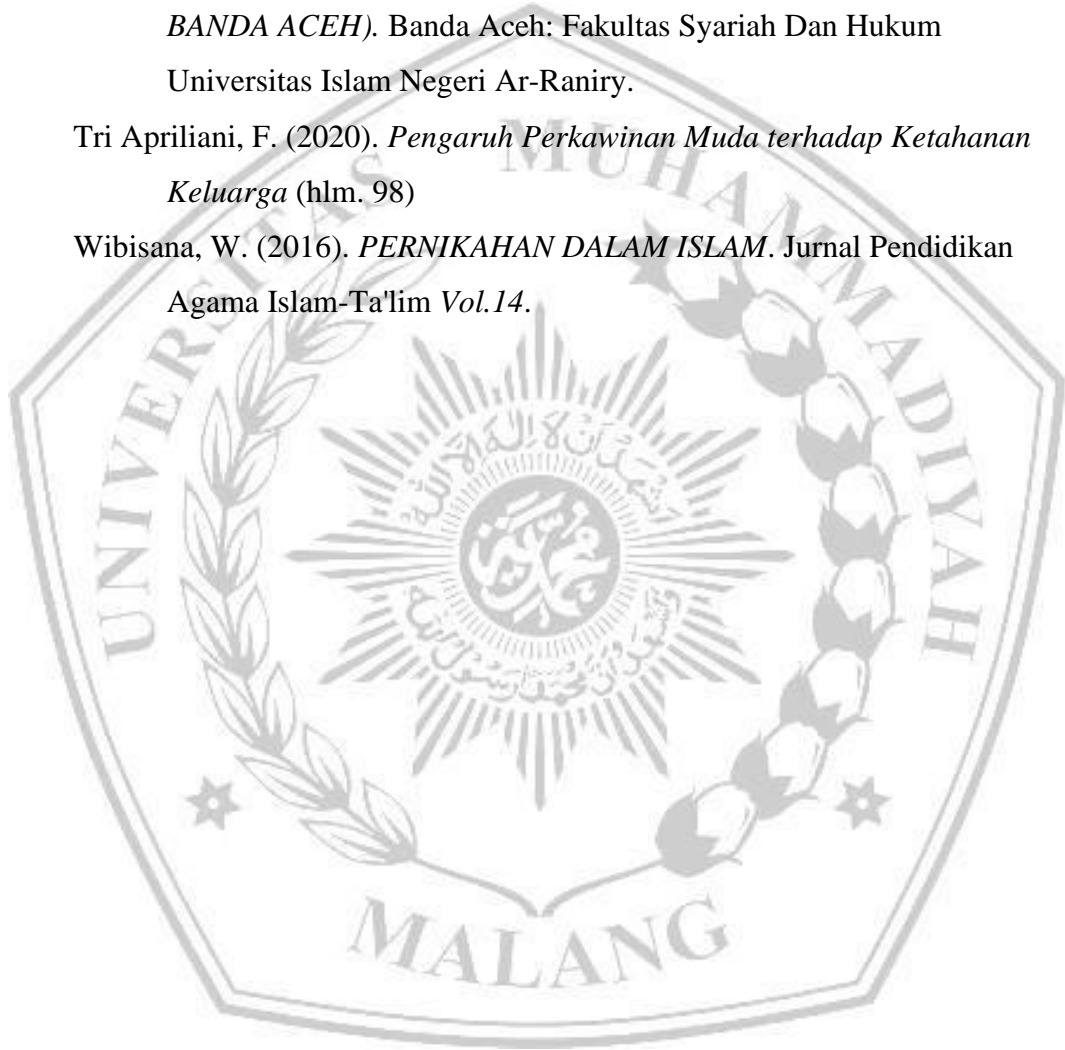 BANDA ACEH). Banda Aceh: Fakultas Syariah Dan Hukum
Universitas Islam Negeri Ar-Raniry.
Tri Apriliani, F. (2020). Pengaruh Perkawinan Muda terhadap Ketahanan
Keluarga (hlm. 98)
Wibisana, W. (2016). PERNIKAHAN DALAM ISLAM. Jurnal Pendidikan
Agama Islam-Ta'lim Vol.14.
UNIVERSITAS MUHAMMADIYAH
MALANG